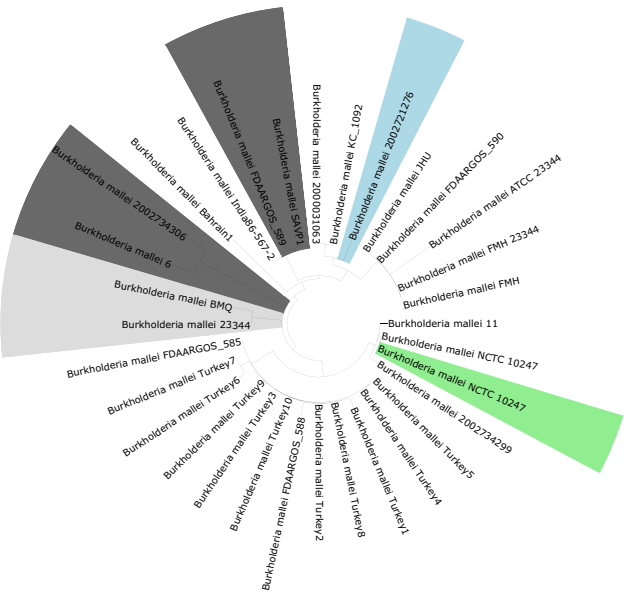 Burkholderia mallei 2000031063
Burkholderia mallei KC_1092
Burkholderia mallei 2002721276
Burkholderia mallei JHU
Burkholderia mallei FDAARGOS_590
Burkholderia mallei ATCC 23344
Burkholderia mallei FMH 23344
Burkholderia mallei FMH
Burkholderia mallei 11
Burkholderia mallei NCTC 10247
Burkholderia mallei NCTC 10247
Burkholderia mallei 2002734299
Burkholderia mallei Turkey5
Burkholderia mallei Turkey4
Burkholderia mallei Turkey1
Burkholderia mallei Turkey8
Burkholderia mallei Turkey2
Burkholderia mallei FDAARGOS_588
Burkholderia mallei Turkey10
Burkholderia mallei Turkey3
Burkholderia mallei Turkey9
Burkholderia mallei Turkey6
Burkholderia mallei Turkey7
Burkholderia mallei FDAARGOS_585
Burkholderia mallei 23344
Burkholderia mallei BMQ
Burkholderia mallei 6
Burkholderia mallei 2002734306
Burkholderia mallei Bahrain1
Burkholderia mallei India86-567-2
Burkholderia mallei FDAARGOS_589
Burkholderia mallei SAVP1